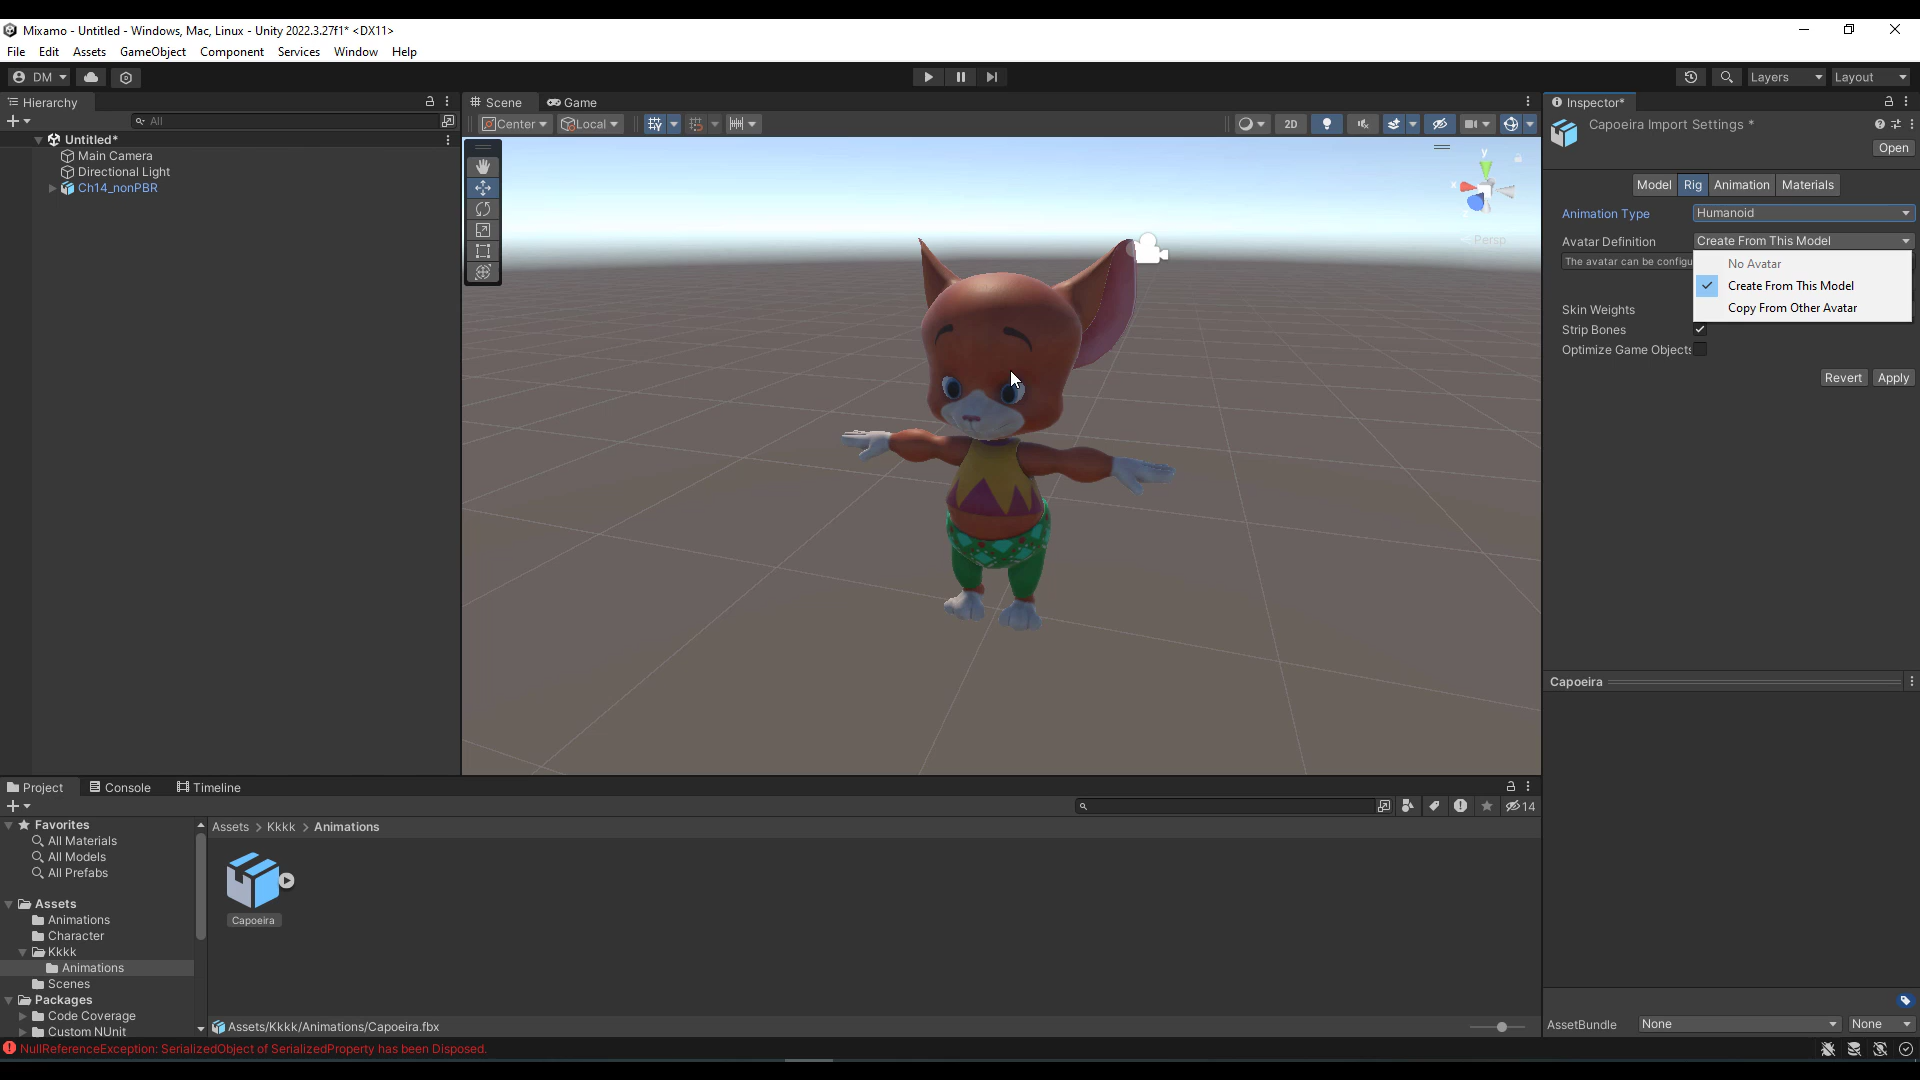 Mixamo - Untitled - Windows, Mac, Linux - Unity 2022.3.27f1* <DX11>
File Edit Assets GameObject Component Services Window Help
DM
Layers Layout
Hierarchy
All
Untitled*
Main Camera
Directional Light
Ch14_nonPBR
Scene Game
Center Local 2D
y
x
Persp
Inspector*
Capoeira Import Settings *
Open
Model Rig Animation Materials
Animation Type Humanoid
Avatar Definition Create From This Model
The avatar can be configu
No Avatar
Create From This Model
Copy From Other Avatar
Skin Weights
Strip Bones
Optimize Game Objects
Revert Apply
Capoeira
AssetBundle None None
Project Console Timeline
14
Favorites
All Materials
All Models
All Prefabs
Assets
Animations
Character
Kkkk
Animations
Scenes
Packages
Code Coverage
Custom NUnit
Assets > Kkkk > Animations
Capoeira
Assets/Kkkk/Animations/Capoeira.fbx
NullReferenceException: SerializedObject of SerializedProperty has been Disposed.